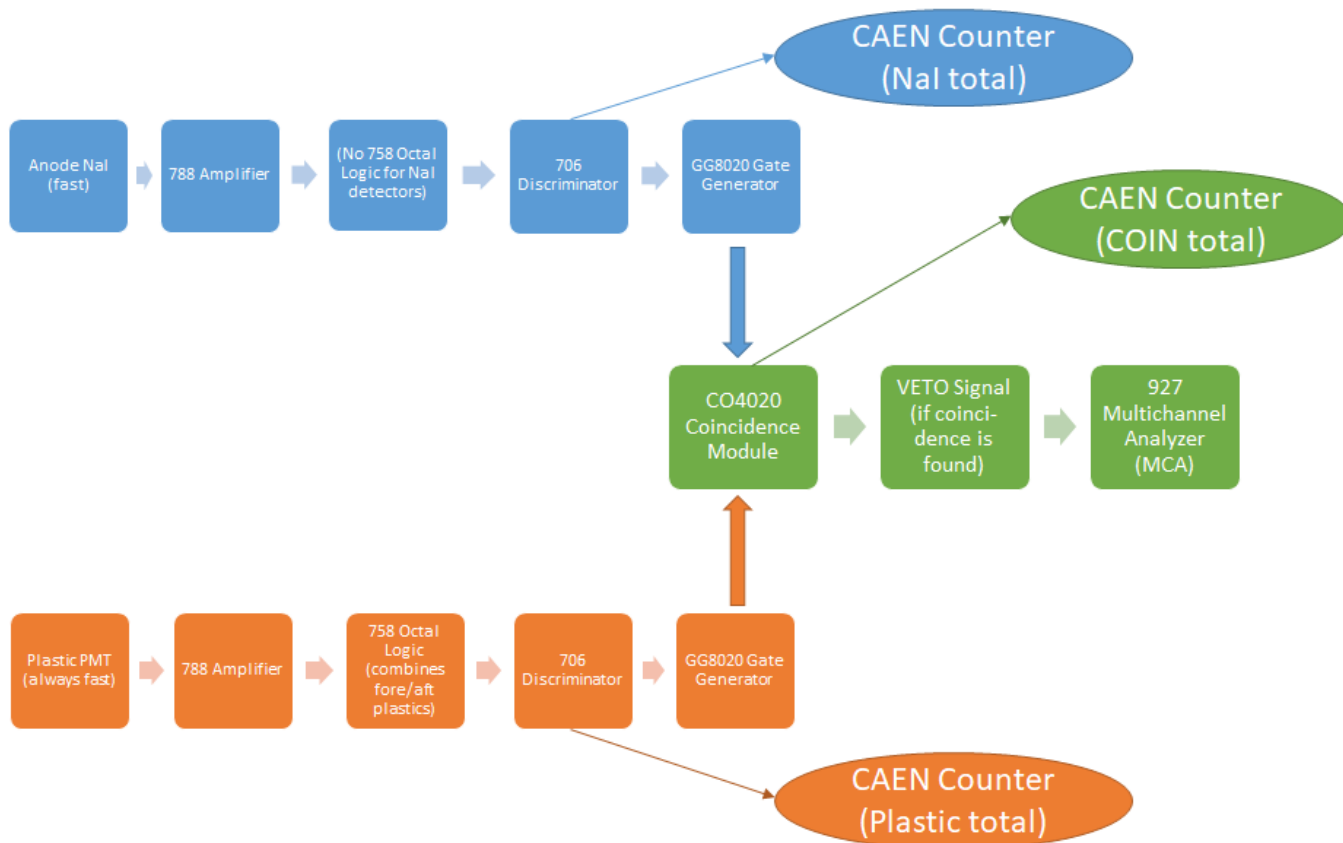 CAEN Counter
(NaI total)
Anode NaI
(fast)
788 Amplifier
(No 758 Octal
Logic for NaI
detectors)
706
Discriminator
GG8020 Gate
Generator
CAEN Counter
(COIN total)
CO4020
Coincidence
Module
VETO Signal
(if coinci-
dence is
found)
927
Multichannel
Analyzer
(MCA)
Plastic PMT
(always fast)
788 Amplifier
758 Octal
Logic
(combines
fore/aft
plastics)
706
Discriminator
GG8020 Gate
Generator
CAEN Counter
(Plastic total)